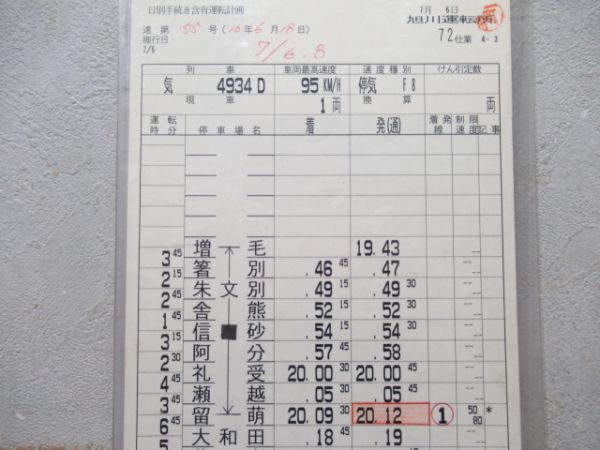 日別手続き含有運転計画
7月 6日
旭川運転所
達 第 55 号 (10年6月18日)
72仕業 4-3
施行日
7/6
7/6.8
列車 車両最高速度 速度種別 けん引定数
気 4934D 95KM/H 停気 F8
現車 1両 換算 両
運転時分 停車場名 着 発(通) 着発線 制限速度 記事
増毛 19.43
3 45
箸別 .46 45 .47
2 15
朱文別 .49 15 .49 30
2 45
舎熊 .52 15 .52 30
1 45
信砂 .54 15 .54 30
3 15
阿分 .57 45 .58
2 30
礼受 20.00 30 20.00 45
4 45
瀬越 .05 30 .05 45
3 45
留萌 20.09 30 20.12 ① 50 80 *
6 45
大和田 .18 45 .19